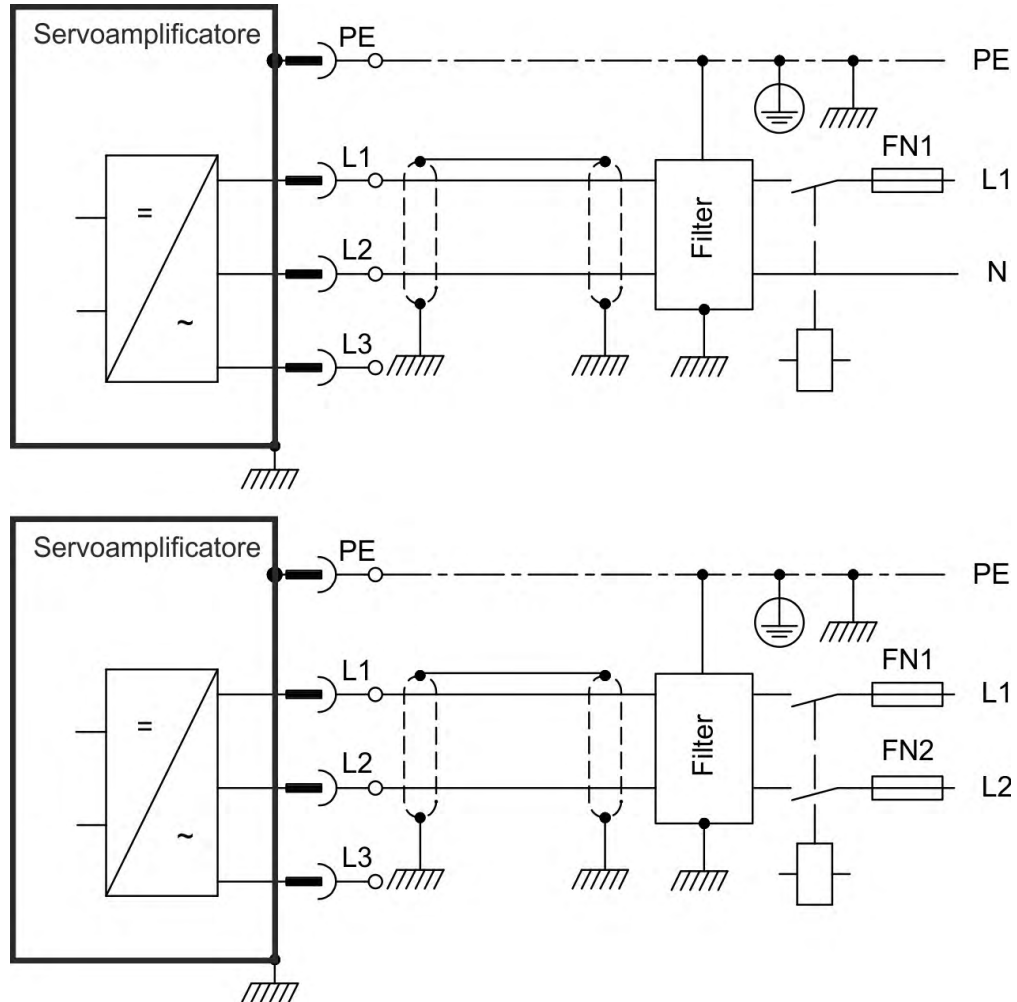 Servoamplificatore
PE
PE
FN1
L1
L1
L2
N
L3
=
~
Filter
Servoamplificatore
PE
PE
FN1
L1
L1
FN2
L2
L2
L3
=
~
Filter